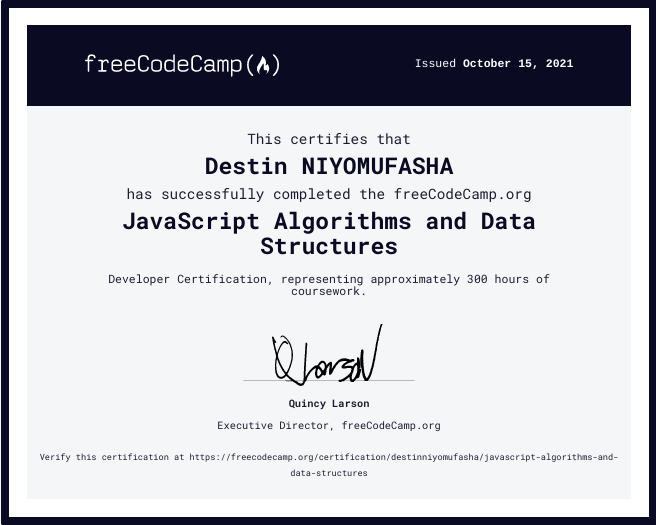 freeCodeCamp(🔥)
Issued October 15, 2021
This certifies that
Destin NIYOMUFASHA
has successfully completed the freeCodeCamp.org
JavaScript Algorithms and Data
Structures
Developer Certification, representing approximately 300 hours of
coursework.
Q Larson
Quincy Larson
Executive Director, freeCodeCamp.org
Verify this certification at https://freecodecamp.org/certification/destinniyomufasha/javascript-algorithms-and-
data-structures